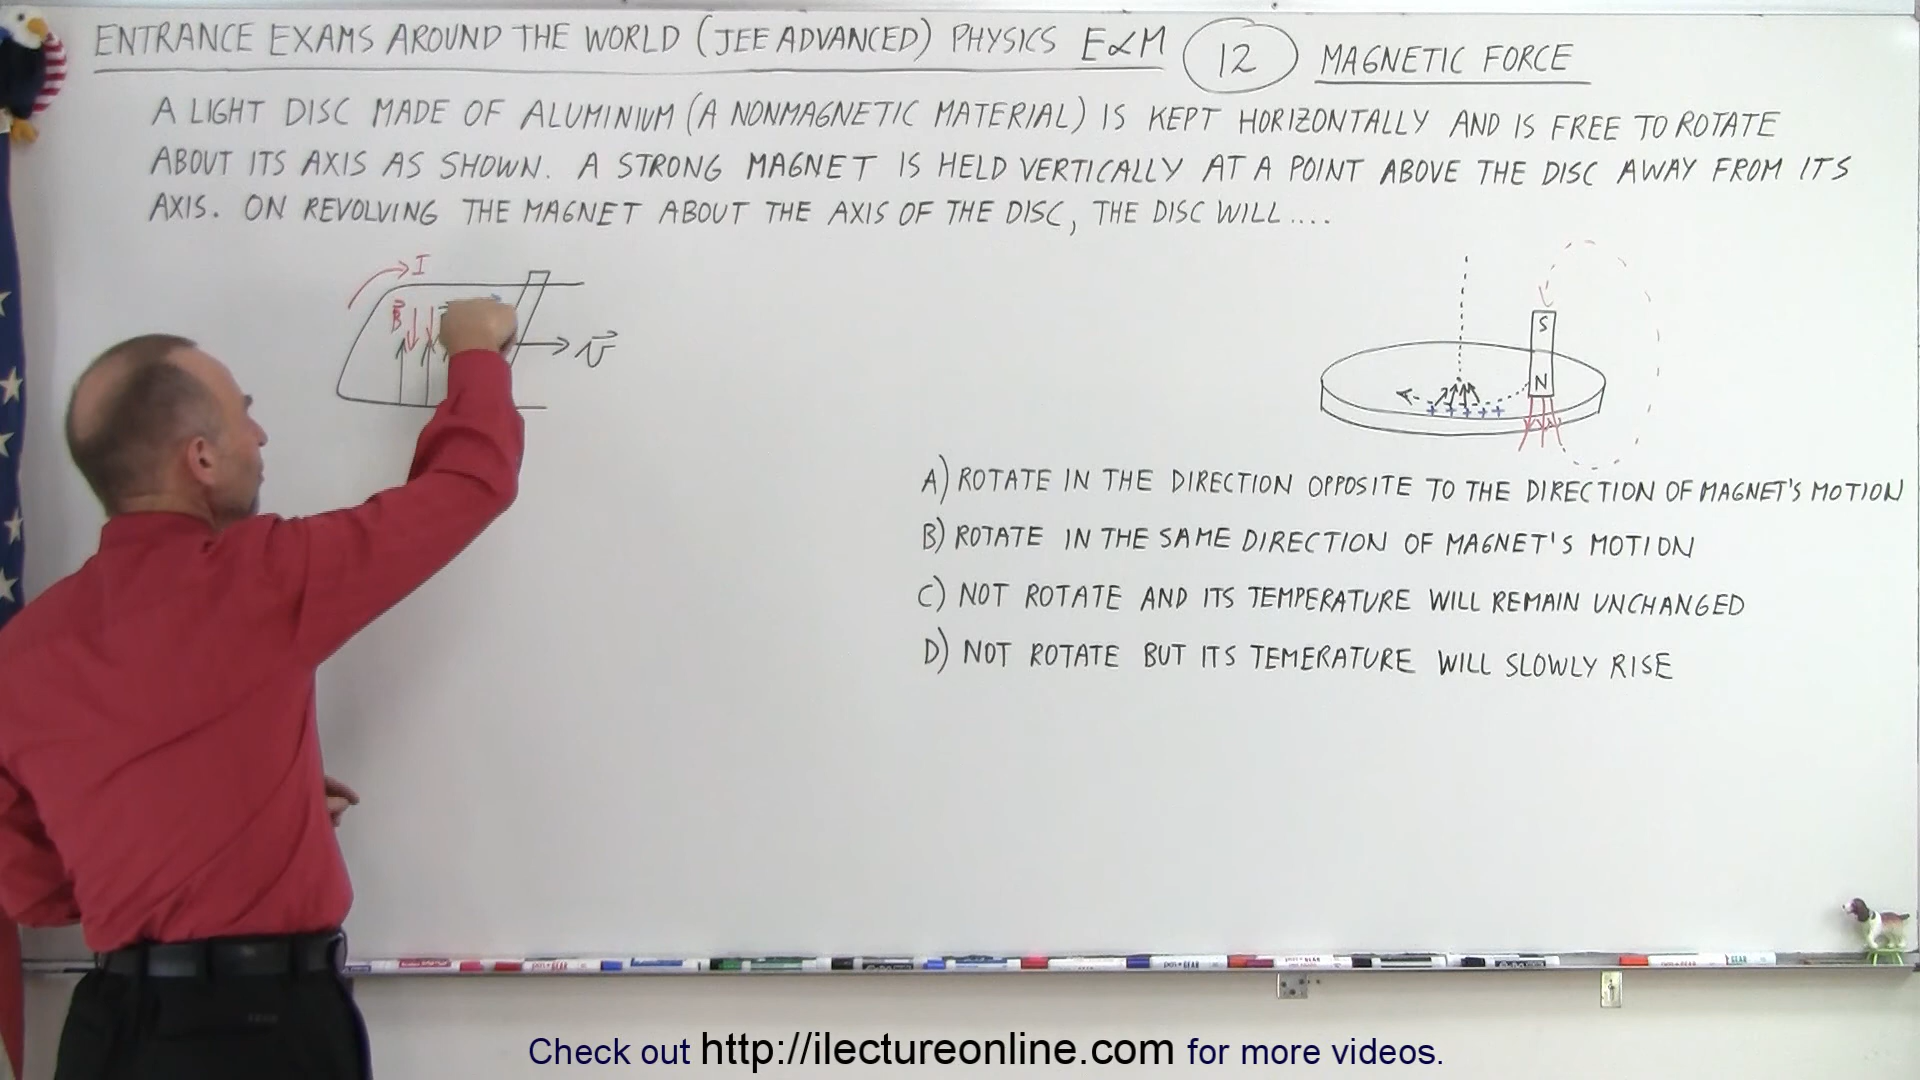 ENTRANCE EXAMS AROUND THE WORLD (JEE ADVANCED) PHYSICS E&M 12 MAGNETIC FORCE
A LIGHT DISC MADE OF ALUMINIUM (A NONMAGNETIC MATERIAL) IS KEPT HORIZONTALLY AND IS FREE TO ROTATE
ABOUT ITS AXIS AS SHOWN. A STRONG MAGNET IS HELD VERTICALLY AT A POINT ABOVE THE DISC AWAY FROM ITS
AXIS. ON REVOLVING THE MAGNET ABOUT THE AXIS OF THE DISC, THE DISC WILL....
I
B
v
S
N
+ + + + +
A) ROTATE IN THE DIRECTION OPPOSITE TO THE DIRECTION OF MAGNET'S MOTION
B) ROTATE IN THE SAME DIRECTION OF MAGNET'S MOTION
C) NOT ROTATE AND ITS TEMPERATURE WILL REMAIN UNCHANGED
D) NOT ROTATE BUT ITS TEMERATURE WILL SLOWLY RISE
Check out http://ilectureonline.com for more videos.